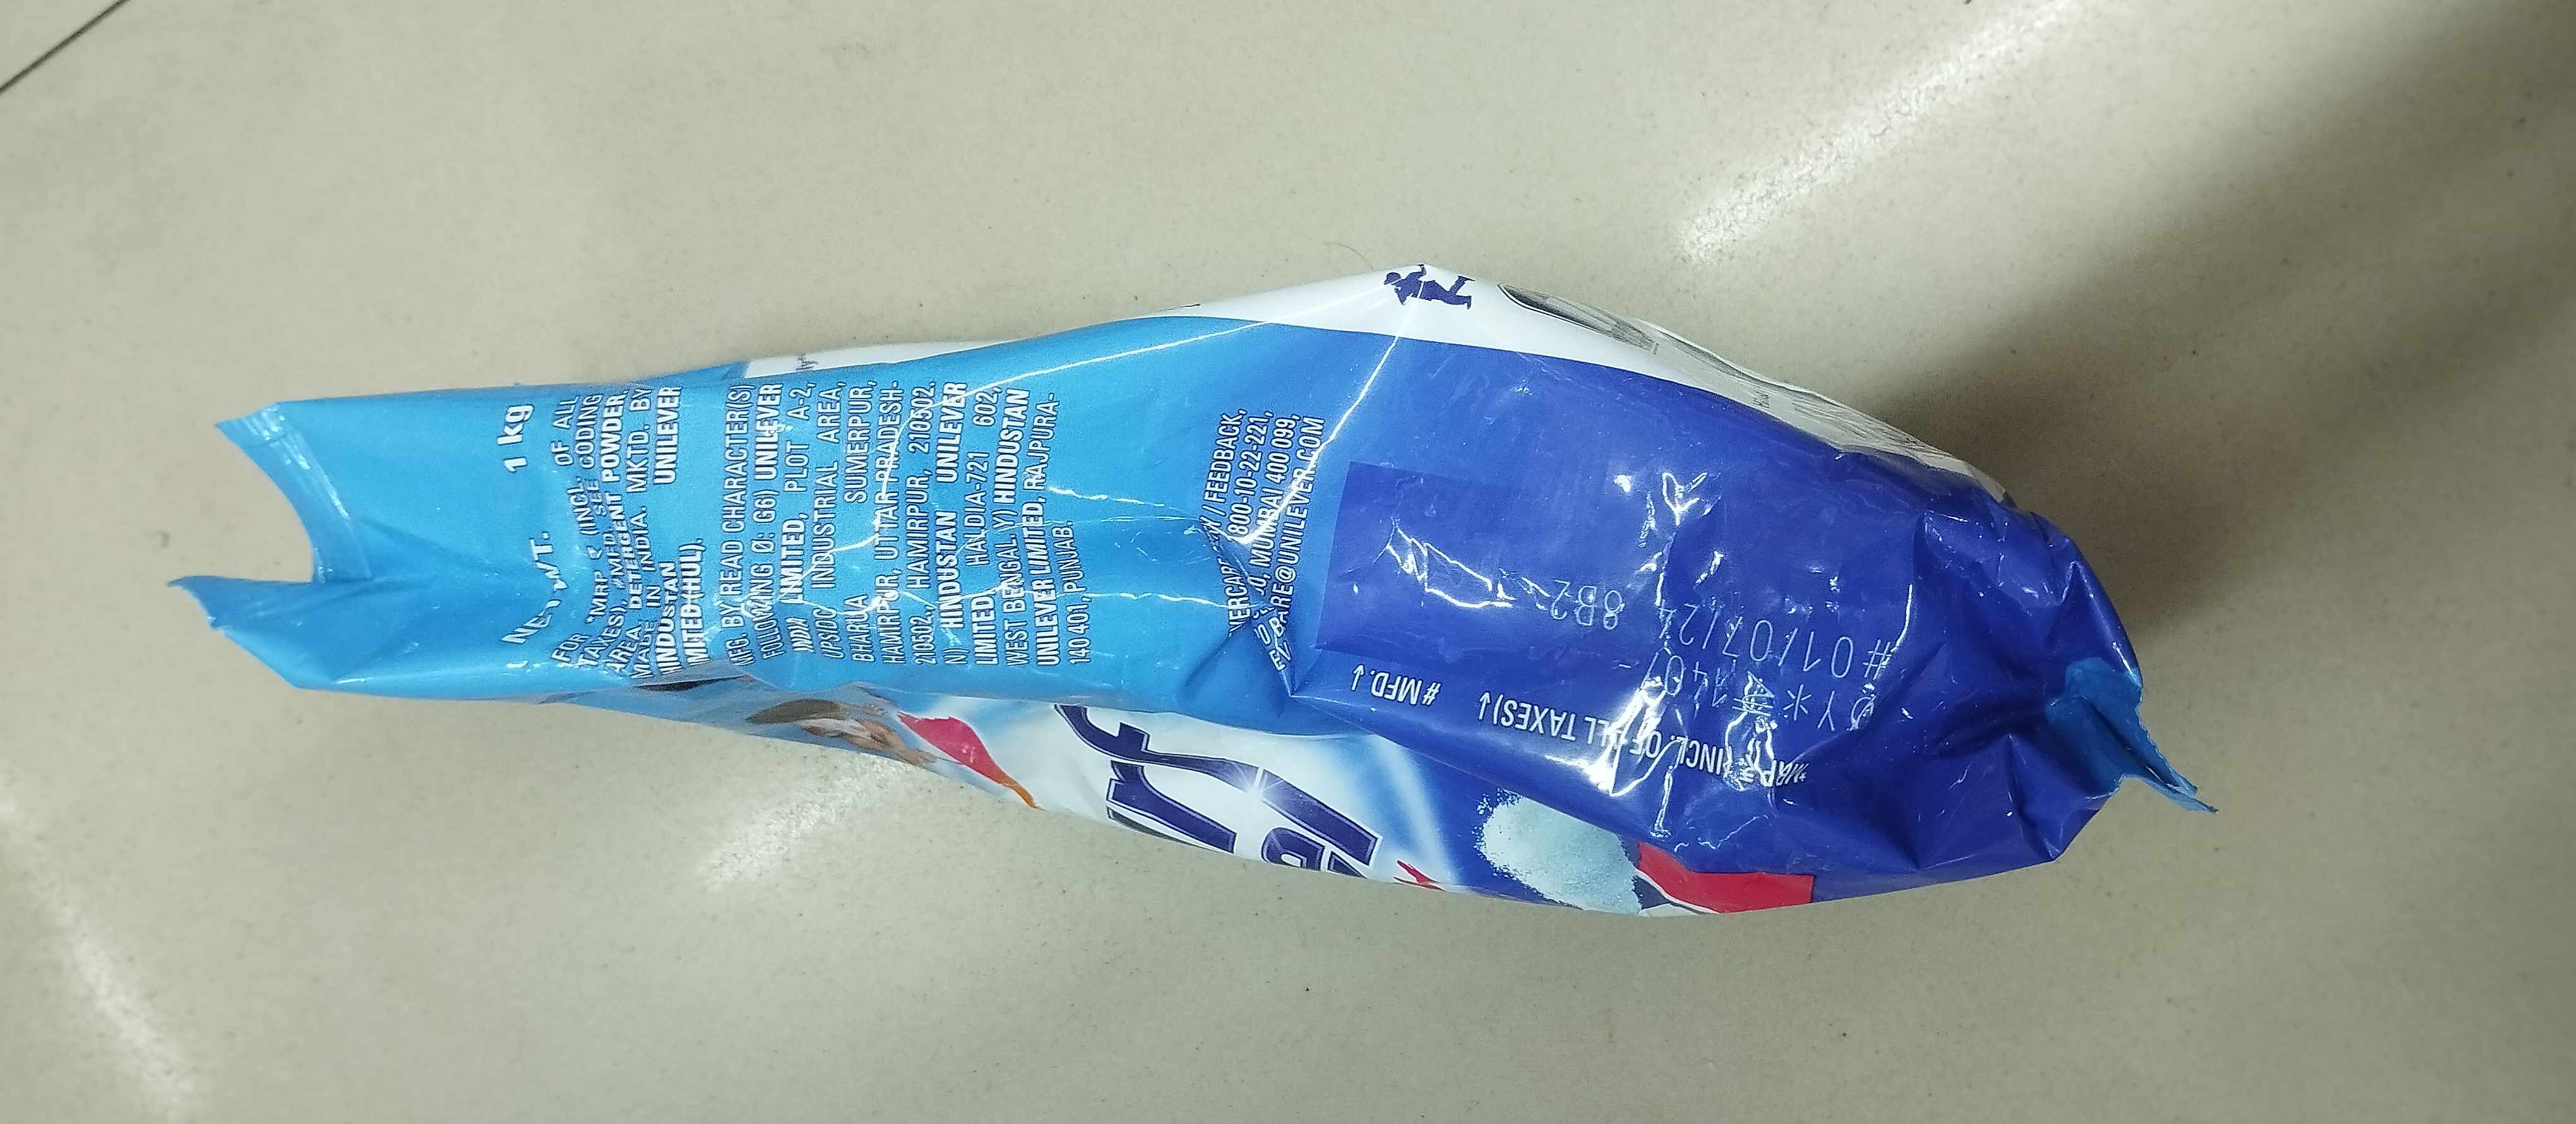 NET WT. 1 kg
FOR *MRP ₹ (INCL. OF ALL
TAXES), #MFD. SEE CODING
AREA. DETERGENT POWDER.
MADE IN INDIA. MKTD. BY
HINDUSTAN UNILEVER
LIMITED (HUL).
MFG. BY READ CHARACTER(S)
FOLLOWING @: G6) UNILEVER
INDIA LIMITED, PLOT A-2,
UPSIDC INDUSTRIAL AREA,
BHARUA SUMERPUR,
HAMIRPUR, UTTAR PRADESH-
210502, HAMIRPUR, 210502.
N) HINDUSTAN UNILEVER
LIMITED, HALDIA-721 602,
WEST BENGAL, Y) HINDUSTAN
UNILEVER LIMITED, RAJPURA-
140 401, PUNJAB.
/ FEEDBACK,
800-10-22-221,
MUMBAI 400 099,
CARE@UNILEVER.COM
*MRP ₹ (INCL. OF ALL TAXES)↓
# MFD.↓
@Y*
#01/07/24 8B2
rf